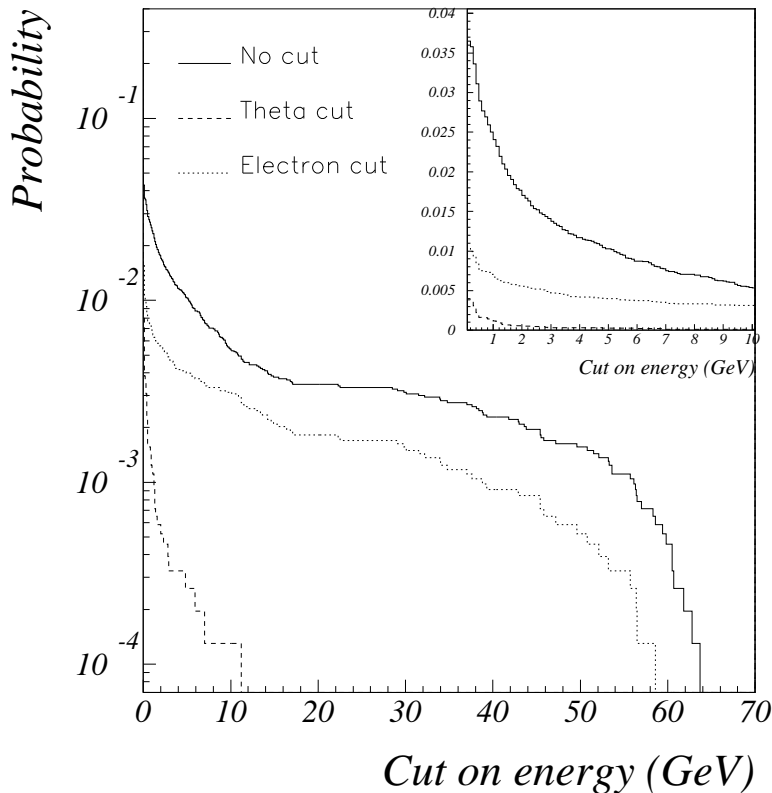 Probability
10 -1
10 -2
10 -3
10 -4
0 10 20 30 40 50 60 70
Cut on energy (GeV)
No cut
Theta cut
Electron cut
0.04
0.035
0.03
0.025
0.02
0.015
0.01
0.005
0
1 2 3 4 5 6 7 8 9 10
Cut on energy (GeV)